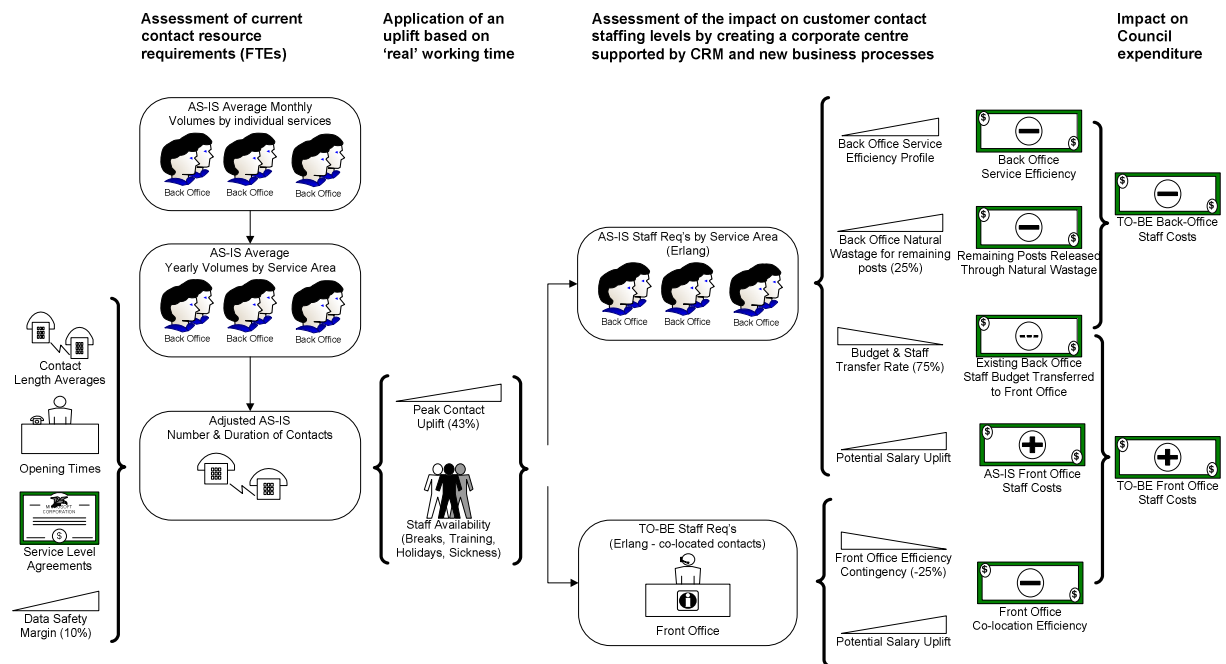 Assessment of current
contact resource
requirements (FTEs)
Application of an
uplift based on
‘real’ working time
Assessment of the impact on customer contact
staffing levels by creating a corporate centre
supported by CRM and new business processes
Impact on
Council
expenditure
AS-IS Average Monthly
Volumes by individual services
Back Office
Back Office
Back Office
AS-IS Average
Yearly Volumes by Service Area
Back Office
Back Office
Back Office
Adjusted AS-IS
Number & Duration of Contacts
Contact
Length Averages
Opening Times
CORPORATION
$
Service Level
Agreements
Data Safety
Margin (10%)
Peak Contact
Uplift (43%)
Staff Availability
(Breaks, Training,
Holidays, Sickness)
AS-IS Staff Req's by Service Area
(Erlang)
Back Office
Back Office
Back Office
TO-BE Staff Req's
(Erlang - co-located contacts)
i
Front Office
Back Office Service
Efficiency Profile
Back Office Natural
Wastage for remaining
posts (25%)
Budget & Staff
Transfer Rate (75%)
Potential Salary Uplift
Front Office Efficiency
Contingency (-25%)
Potential Salary Uplift
$
$
Back Office
Service Efficiency
$
$
Remaining Posts Released
Through Natural Wastage
$
$
Existing Back Office
Staff Budget Transferred
to Front Office
$
$
AS-IS Front Office
Staff Costs
$
$
Front Office
Co-location Efficiency
$
$
TO-BE Back-Office
Staff Costs
$
$
TO-BE Front Office
Staff Costs